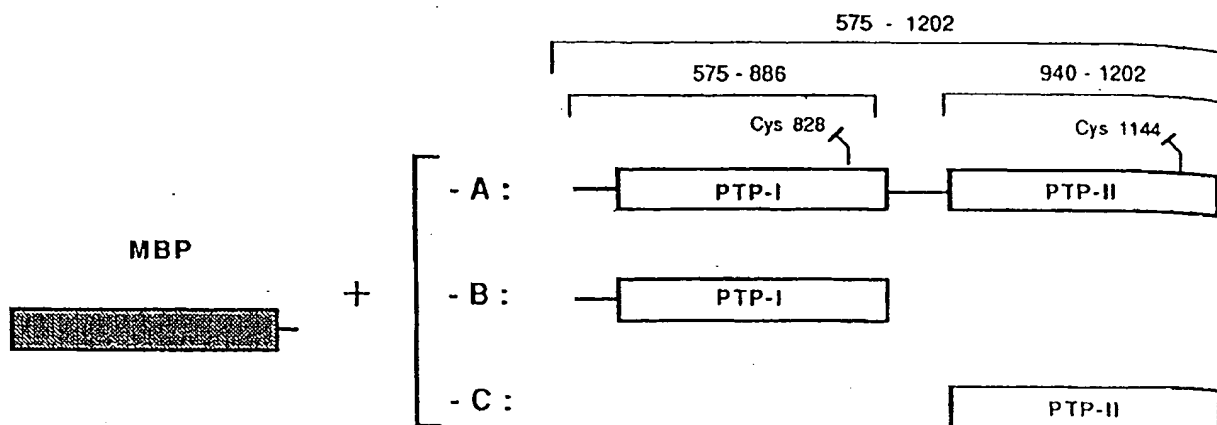 575 - 1202
575 - 886
940 - 1202
Cys 828
Cys 1144
- A :
PTP-I
PTP-II
MBP
+
- B :
PTP-I
- C :
PTP-II